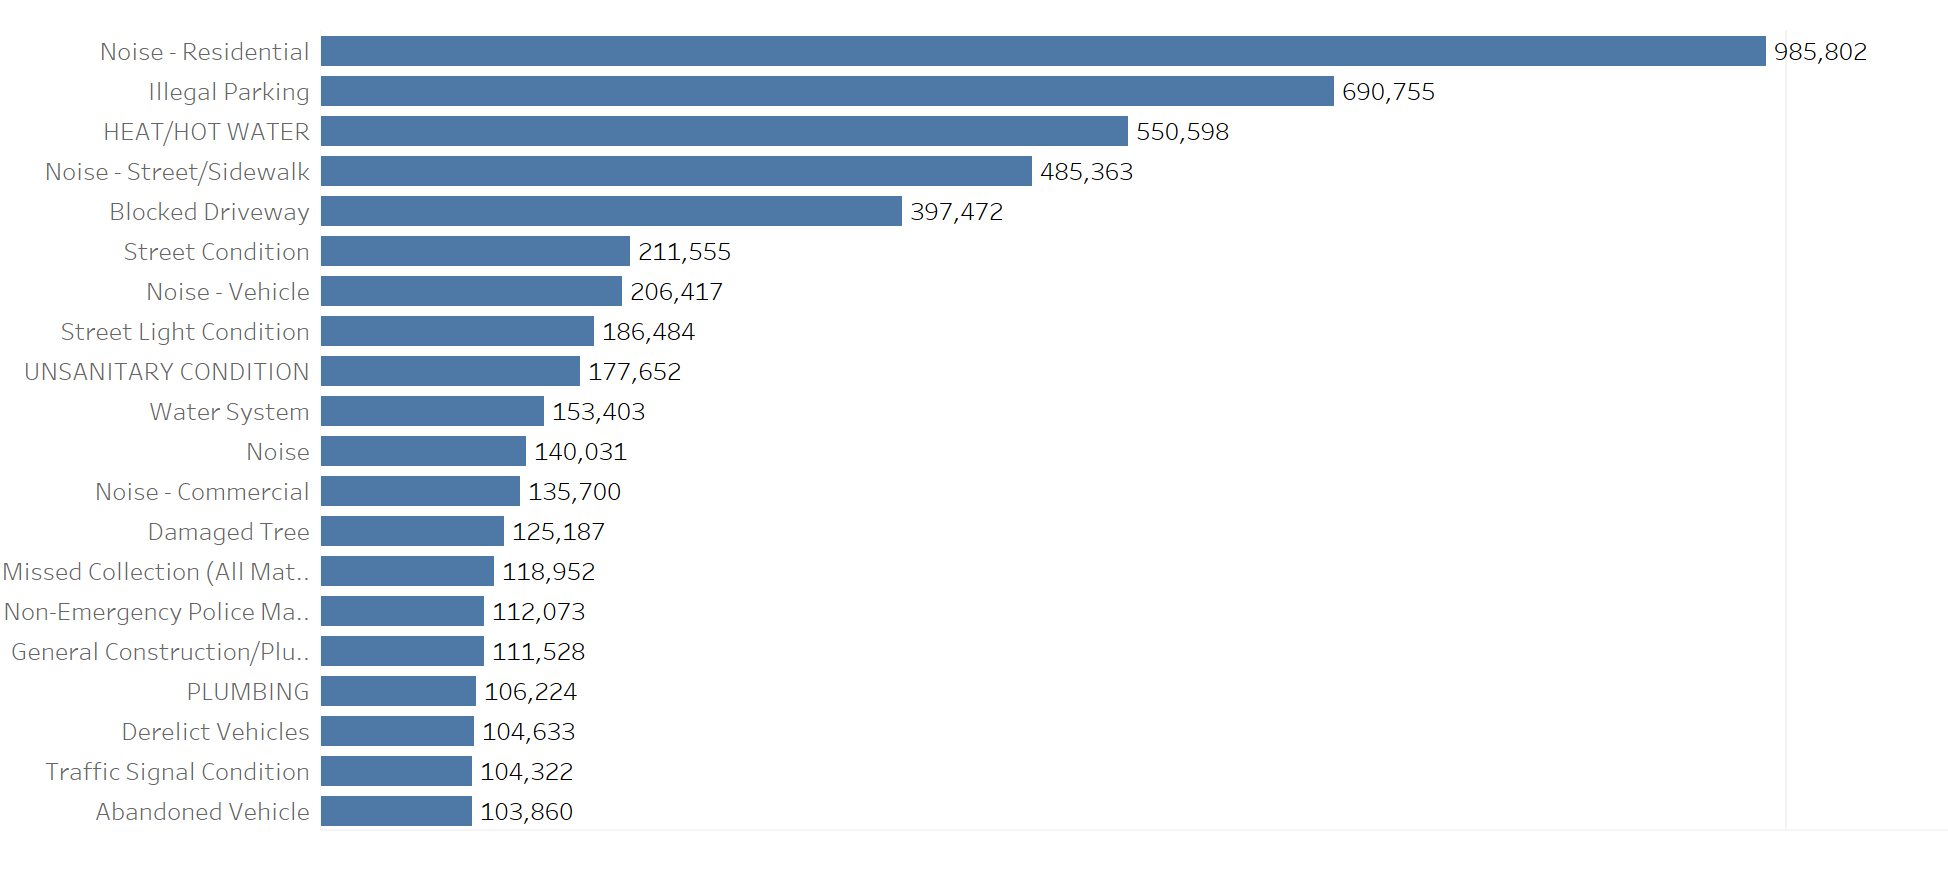 Noise - Residential 985,802
Illegal Parking 690,755
HEAT/HOT WATER 550,598
Noise - Street/Sidewalk 485,363
Blocked Driveway 397,472
Street Condition 211,555
Noise - Vehicle 206,417
Street Light Condition 186,484
UNSANITARY CONDITION 177,652
Water System 153,403
Noise 140,031
Noise - Commercial 135,700
Damaged Tree 125,187
Missed Collection (All Mat.. 118,952
Non-Emergency Police Ma.. 112,073
General Construction/Plu.. 111,528
PLUMBING 106,224
Derelict Vehicles 104,633
Traffic Signal Condition 104,322
Abandoned Vehicle 103,860